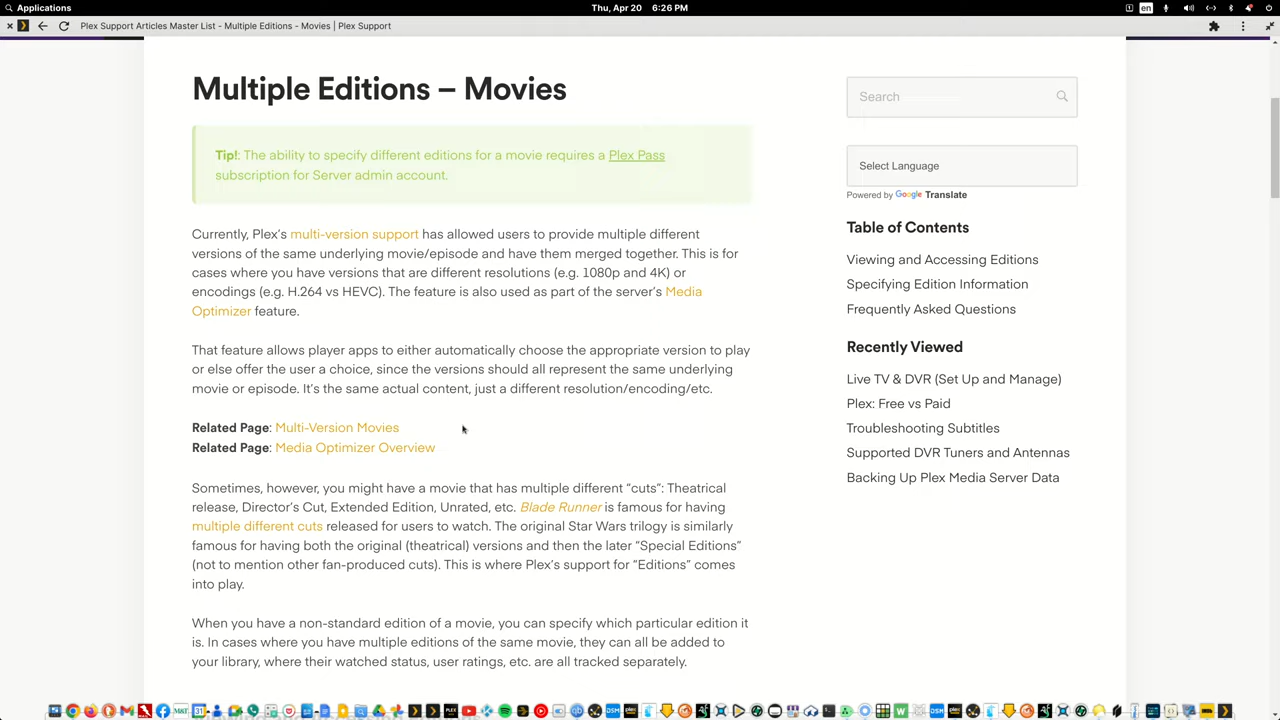 Applications
Thu, Apr 20 6:26 PM
en
Plex Support Articles Master List - Multiple Editions - Movies | Plex Support
Multiple Editions – Movies
Tip!: The ability to specify different editions for a movie requires a Plex Pass
subscription for Server admin account.
Currently, Plex’s multi-version support has allowed users to provide multiple different
versions of the same underlying movie/episode and have them merged together. This is for
cases where you have versions that are different resolutions (e.g. 1080p and 4K) or
encodings (e.g. H.264 vs HEVC). The feature is also used as part of the server’s Media
Optimizer feature.
That feature allows player apps to either automatically choose the appropriate version to play
or else offer the user a choice, since the versions should all represent the same underlying
movie or episode. It’s the same actual content, just a different resolution/encoding/etc.
Related Page: Multi-Version Movies
Related Page: Media Optimizer Overview
Sometimes, however, you might have a movie that has multiple different “cuts”: Theatrical
release, Director’s Cut, Extended Edition, Unrated, etc. Blade Runner is famous for having
multiple different cuts released for users to watch. The original Star Wars trilogy is similarly
famous for having both the original (theatrical) versions and then the later “Special Editions”
(not to mention other fan-produced cuts). This is where Plex’s support for “Editions” comes
into play.
When you have a non-standard edition of a movie, you can specify which particular edition it
is. In cases where you have multiple editions of the same movie, they can all be added to
your library, where their watched status, user ratings, etc. are all tracked separately.
Search
Select Language
Powered by Google Translate
Table of Contents
Viewing and Accessing Editions
Specifying Edition Information
Frequently Asked Questions
Recently Viewed
Live TV & DVR (Set Up and Manage)
Plex: Free vs Paid
Troubleshooting Subtitles
Supported DVR Tuners and Antennas
Backing Up Plex Media Server Data